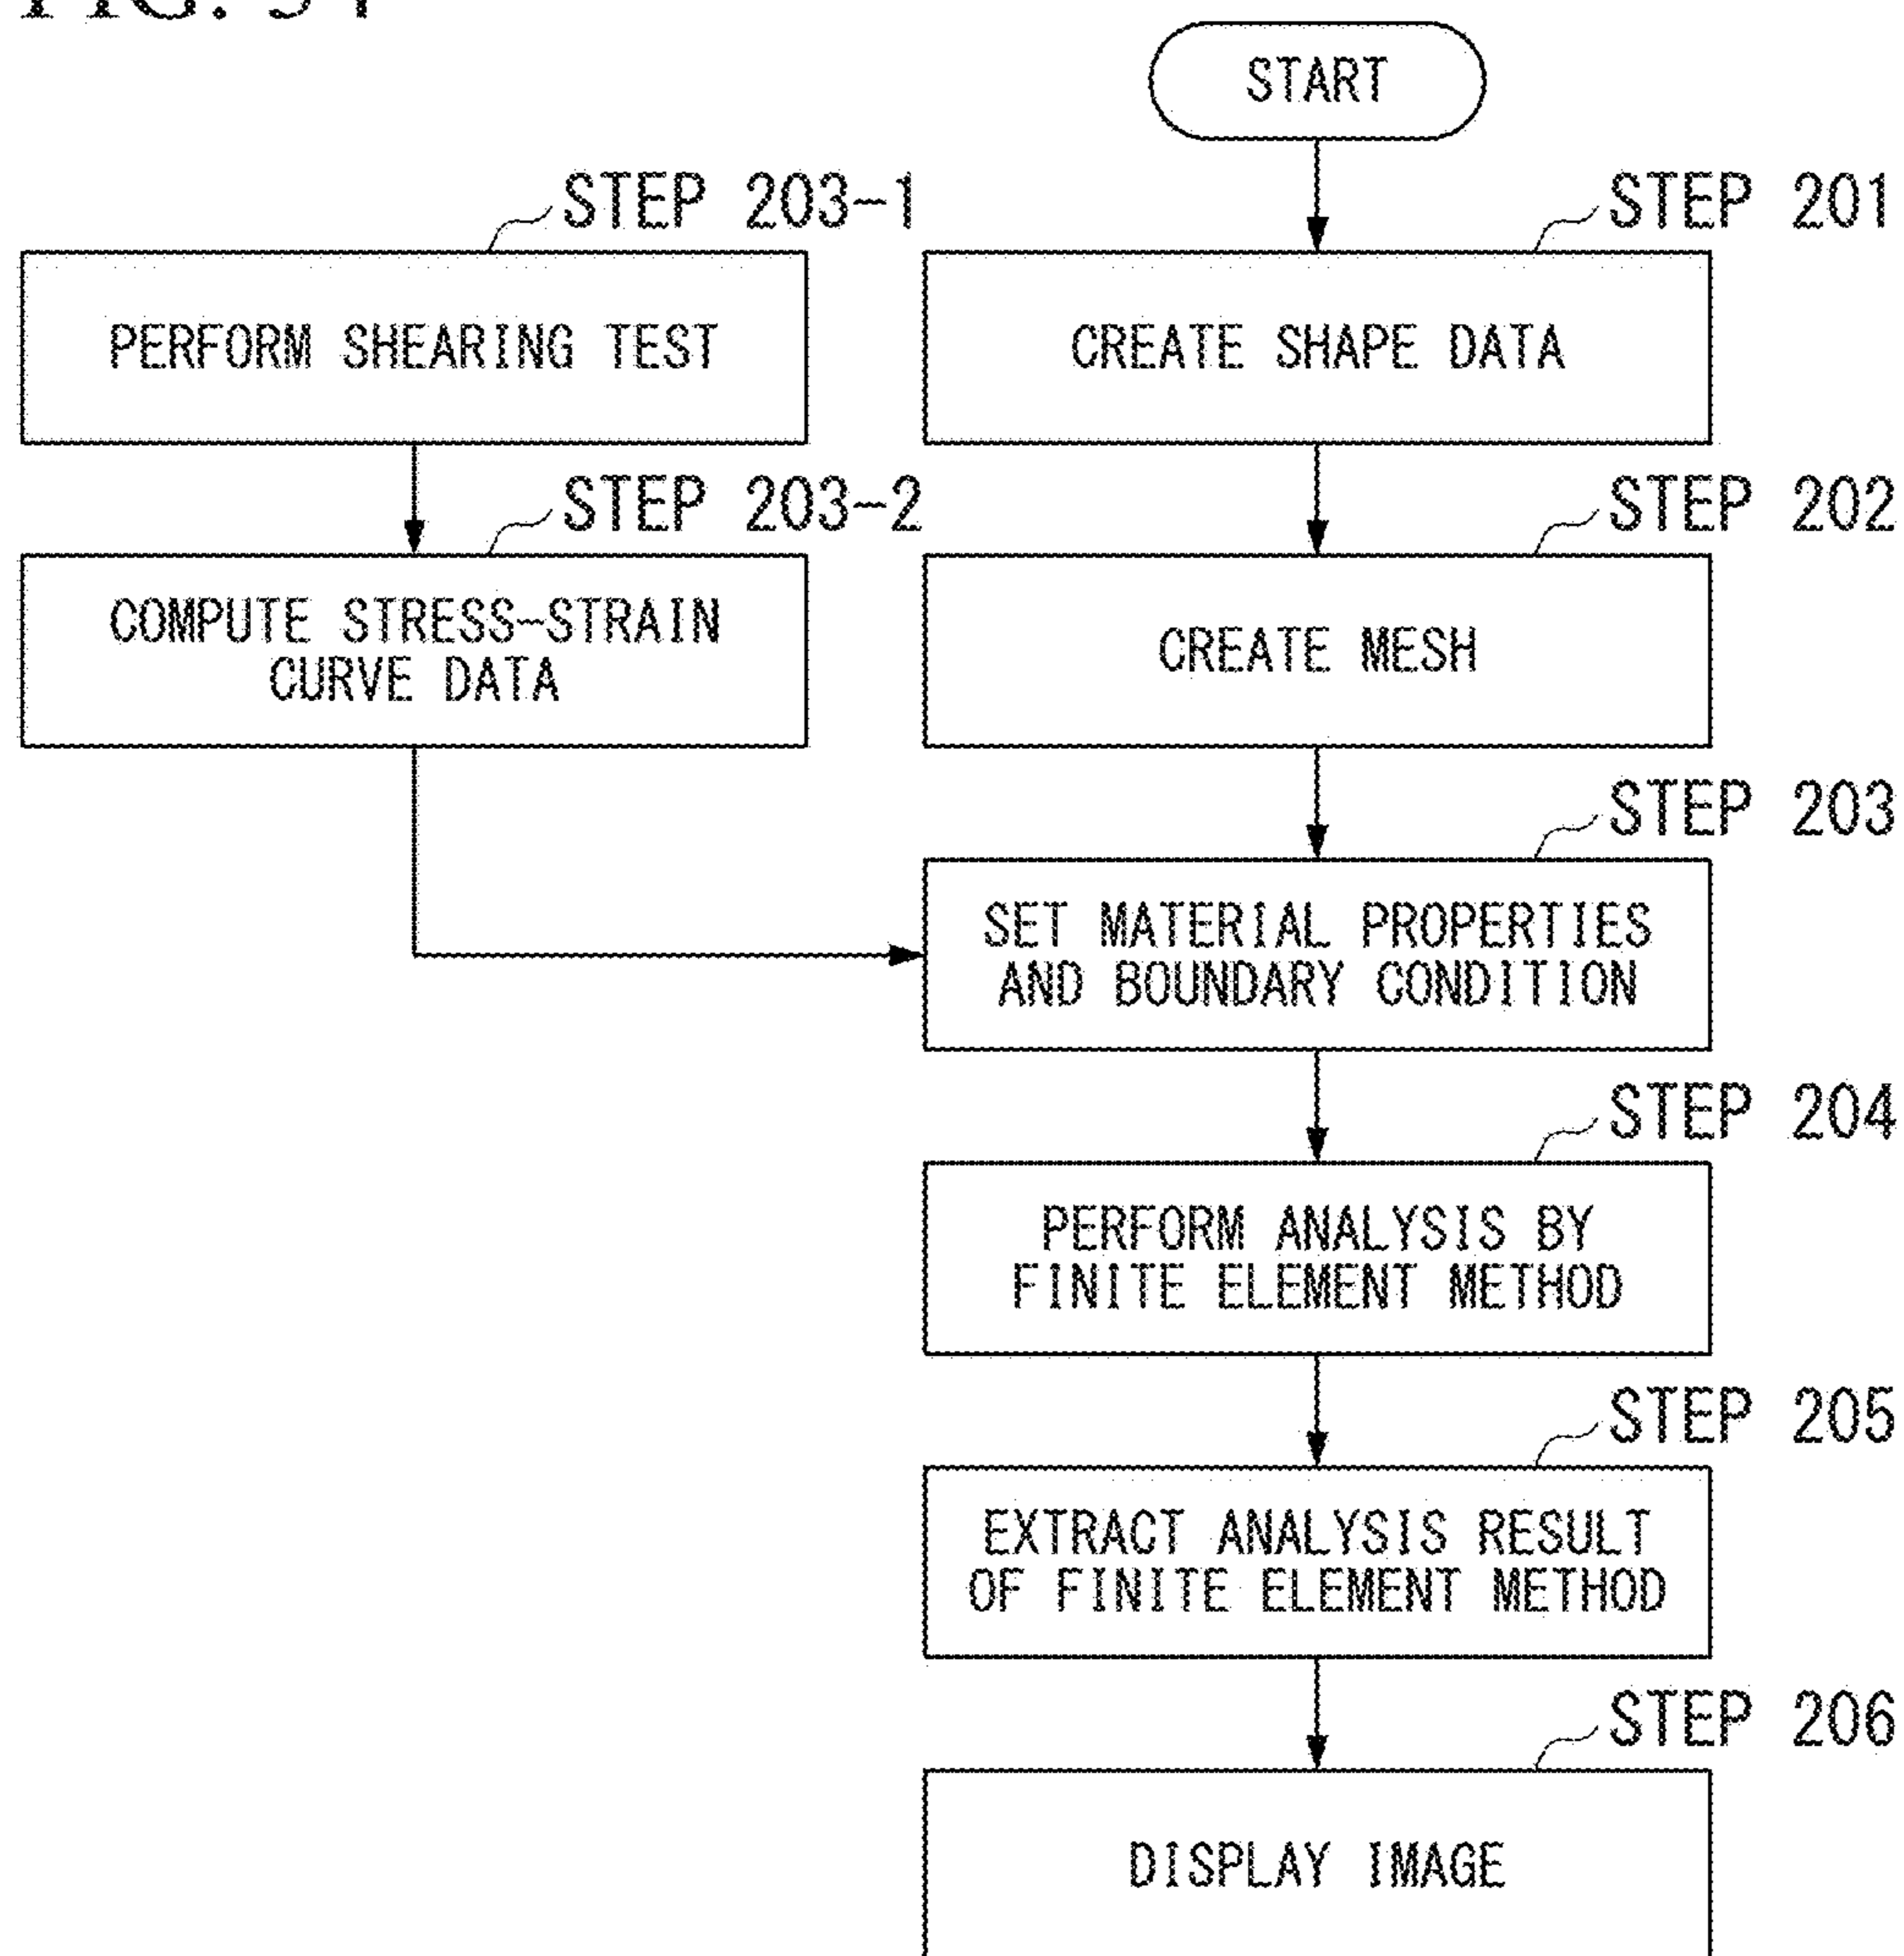 FIG. 34
START
STEP 203-1
STEP 201
PERFORM SHEARING TEST
CREATE SHAPE DATA
STEP 203-2
STEP 202
COMPUTE STRESS-STRAIN
CURVE DATA
CREATE MESH
STEP 203
SET MATERIAL PROPERTIES
AND BOUNDARY CONDITION
STEP 204
PERFORM ANALYSIS BY
FINITE ELEMENT METHOD
STEP 205
EXTRACT ANALYSIS RESULT
OF FINITE ELEMENT METHOD
STEP 206
DISPLAY IMAGE